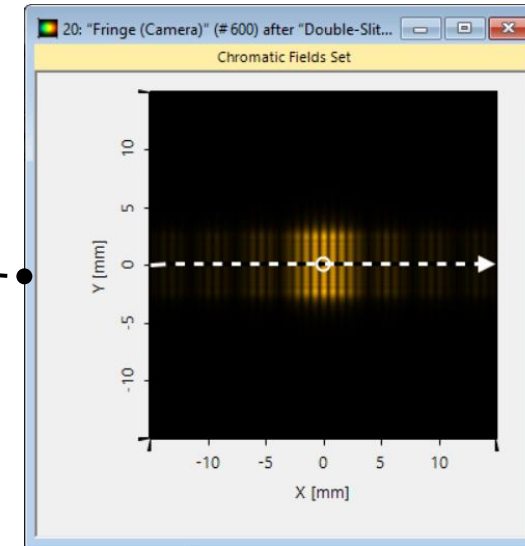 20: "Fringe (Camera)" (# 600) after "Double-Slit...
Chromatic Fields Set
10
5
0
-5
-10
Y [mm]
-10 -5 0 5 10
X [mm]